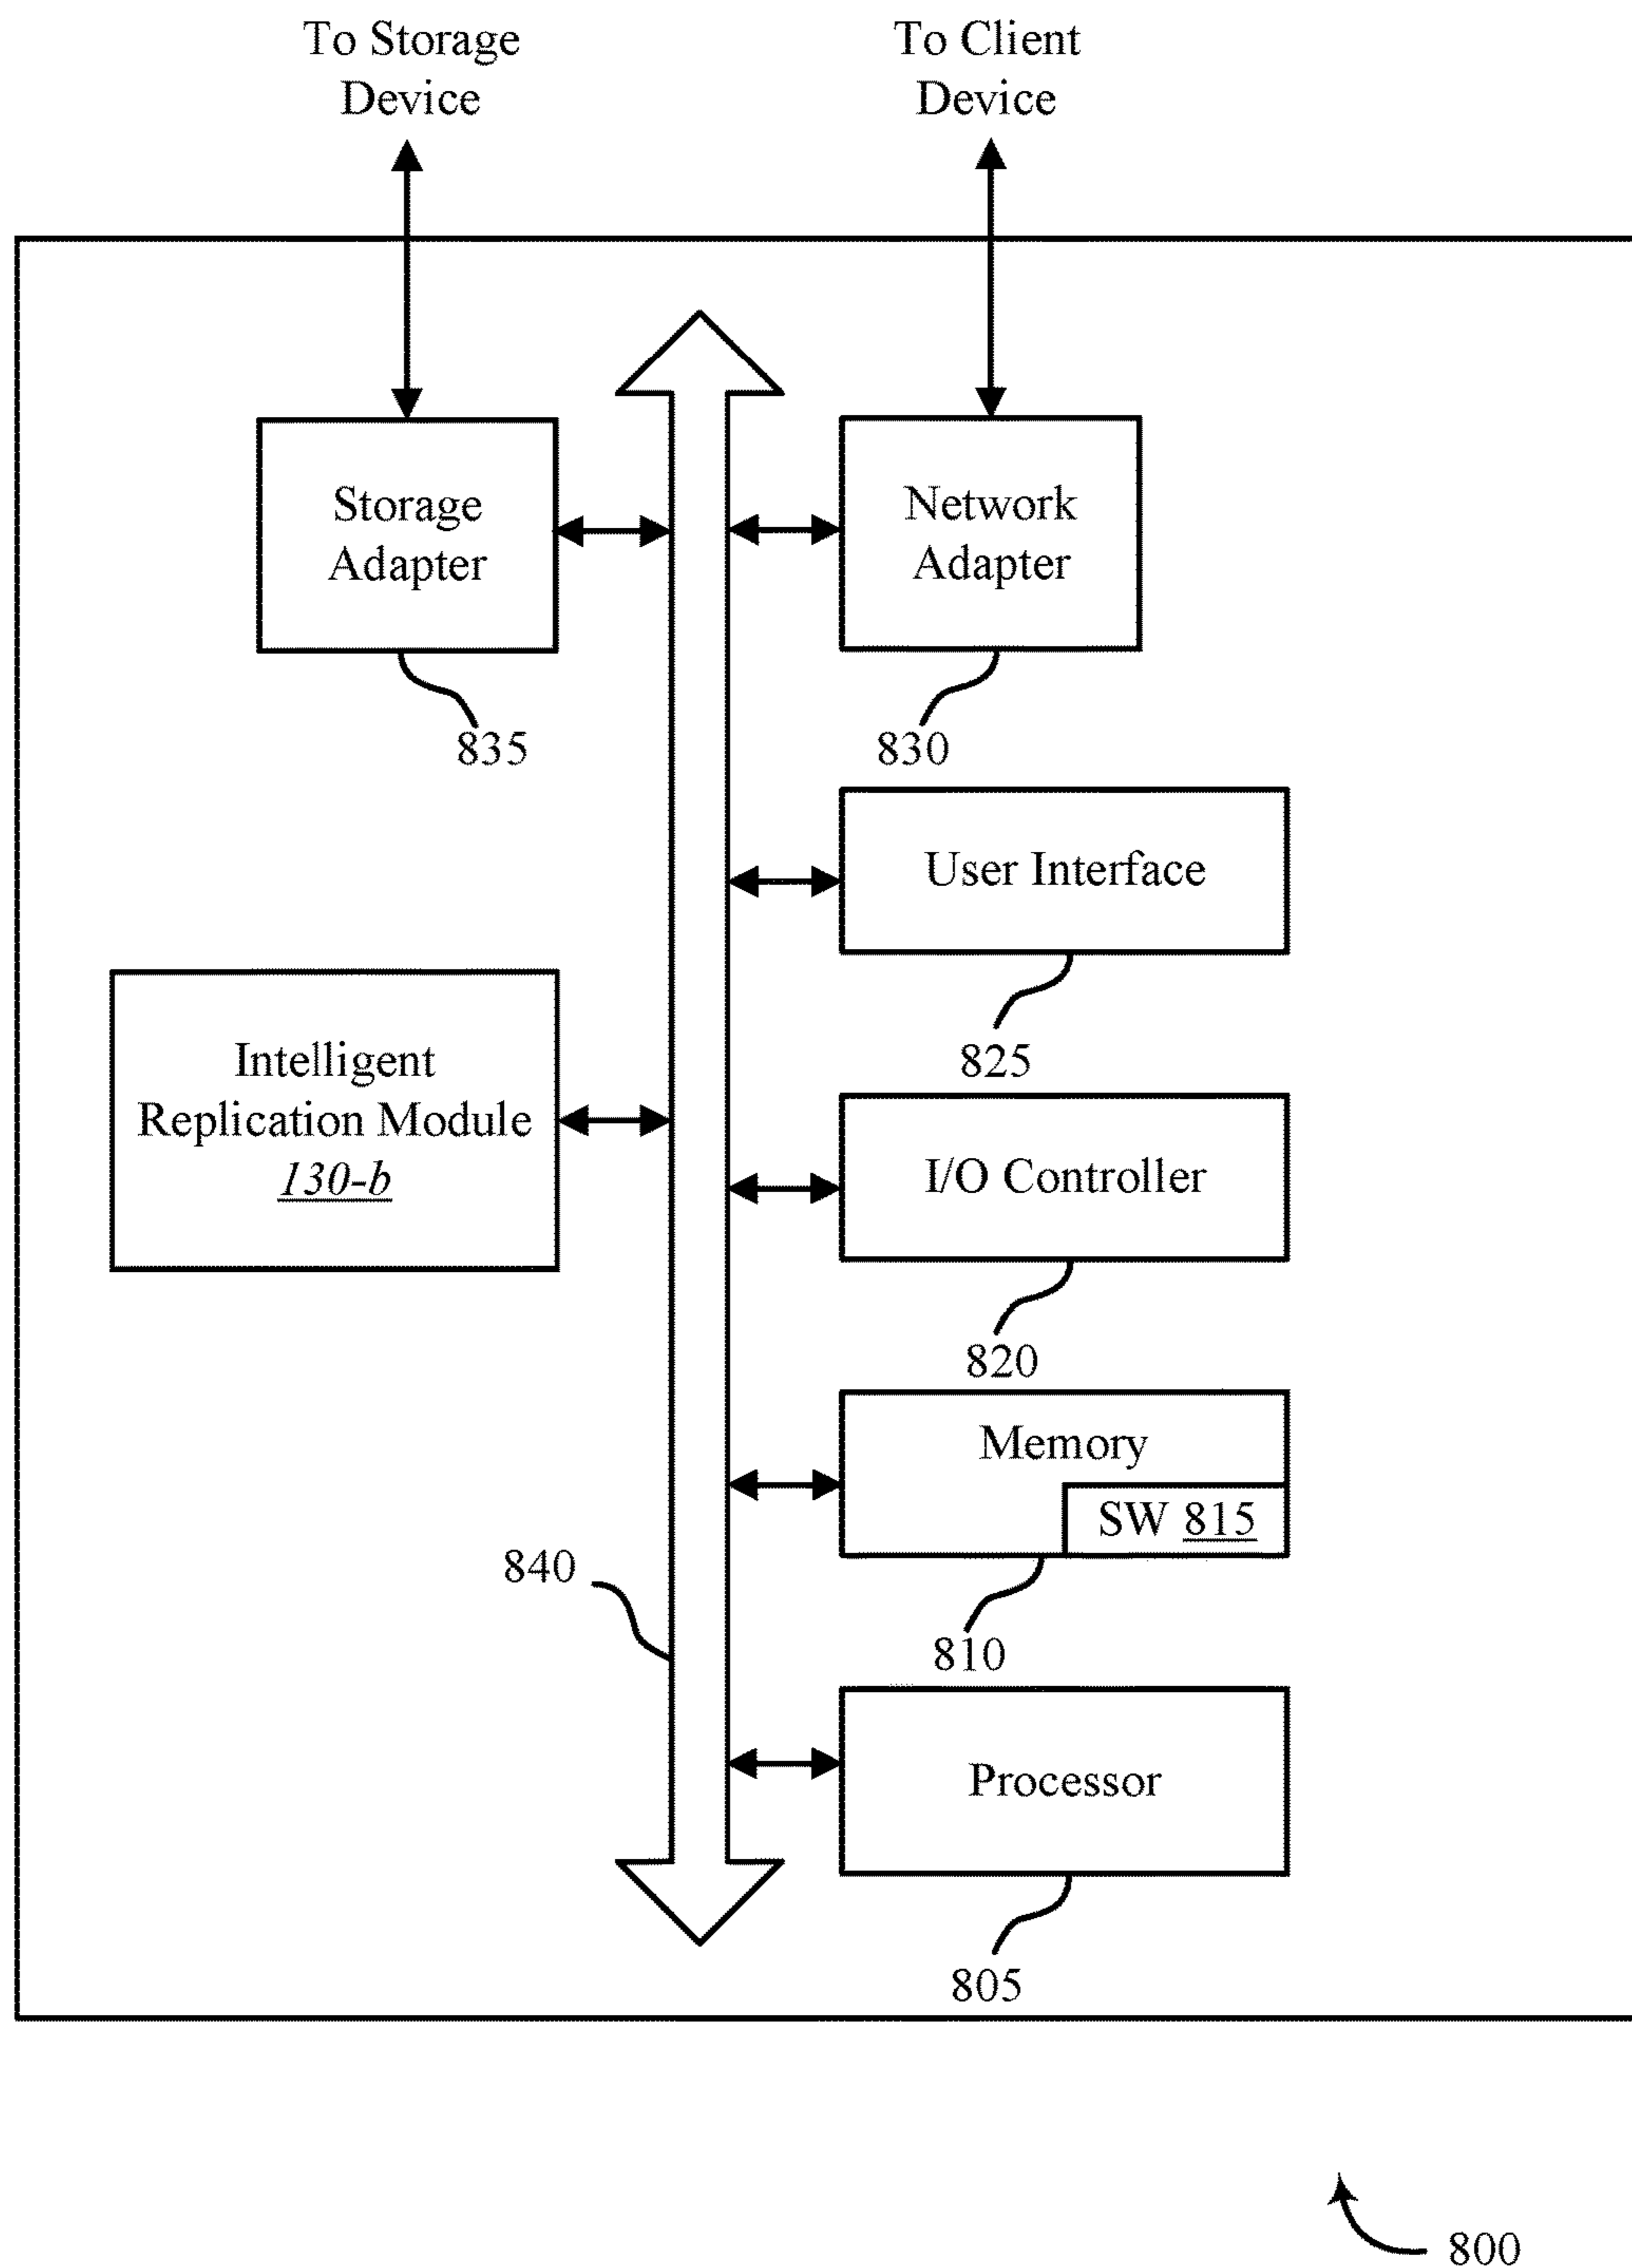 To Storage
Device
To Client
Device
Storage
Adapter
Network
Adapter
835
830
User Interface
825
Intelligent
Replication Module
130-b
I/O Controller
820
Memory
SW 815
840
810
Processor
805
800